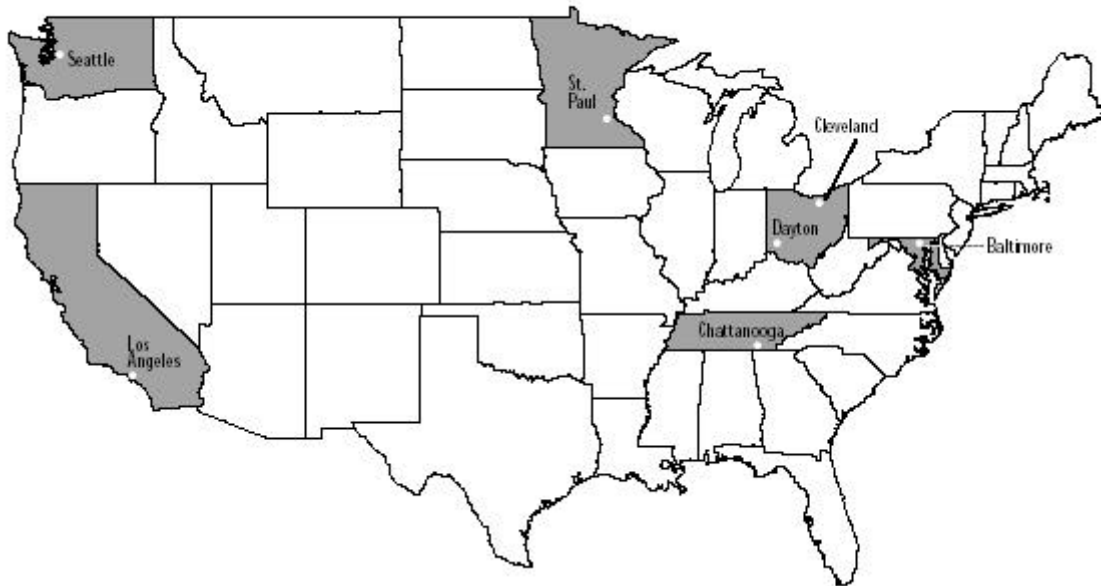 Seattle
St.
Paul
Cleveland
Dayton
Baltimore
Chattanooga
Los
Angeles